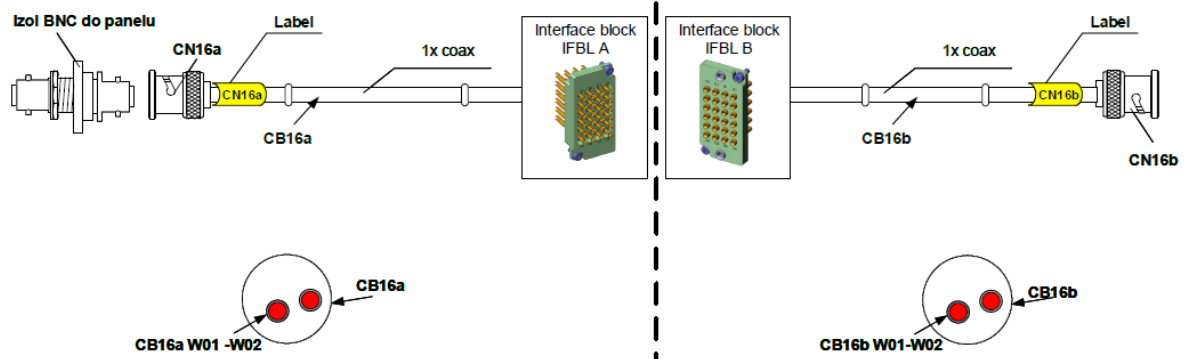 Izol BNC do panelu
CN16a
Label
CN16a
1x coax
CB16a
Interface block
IFBL A
Interface block
IFBL B
1x coax
CB16b
Label
CN16b
CN16b
CB16a
CB16a W01 -W02
CB16b
CB16b W01-W02